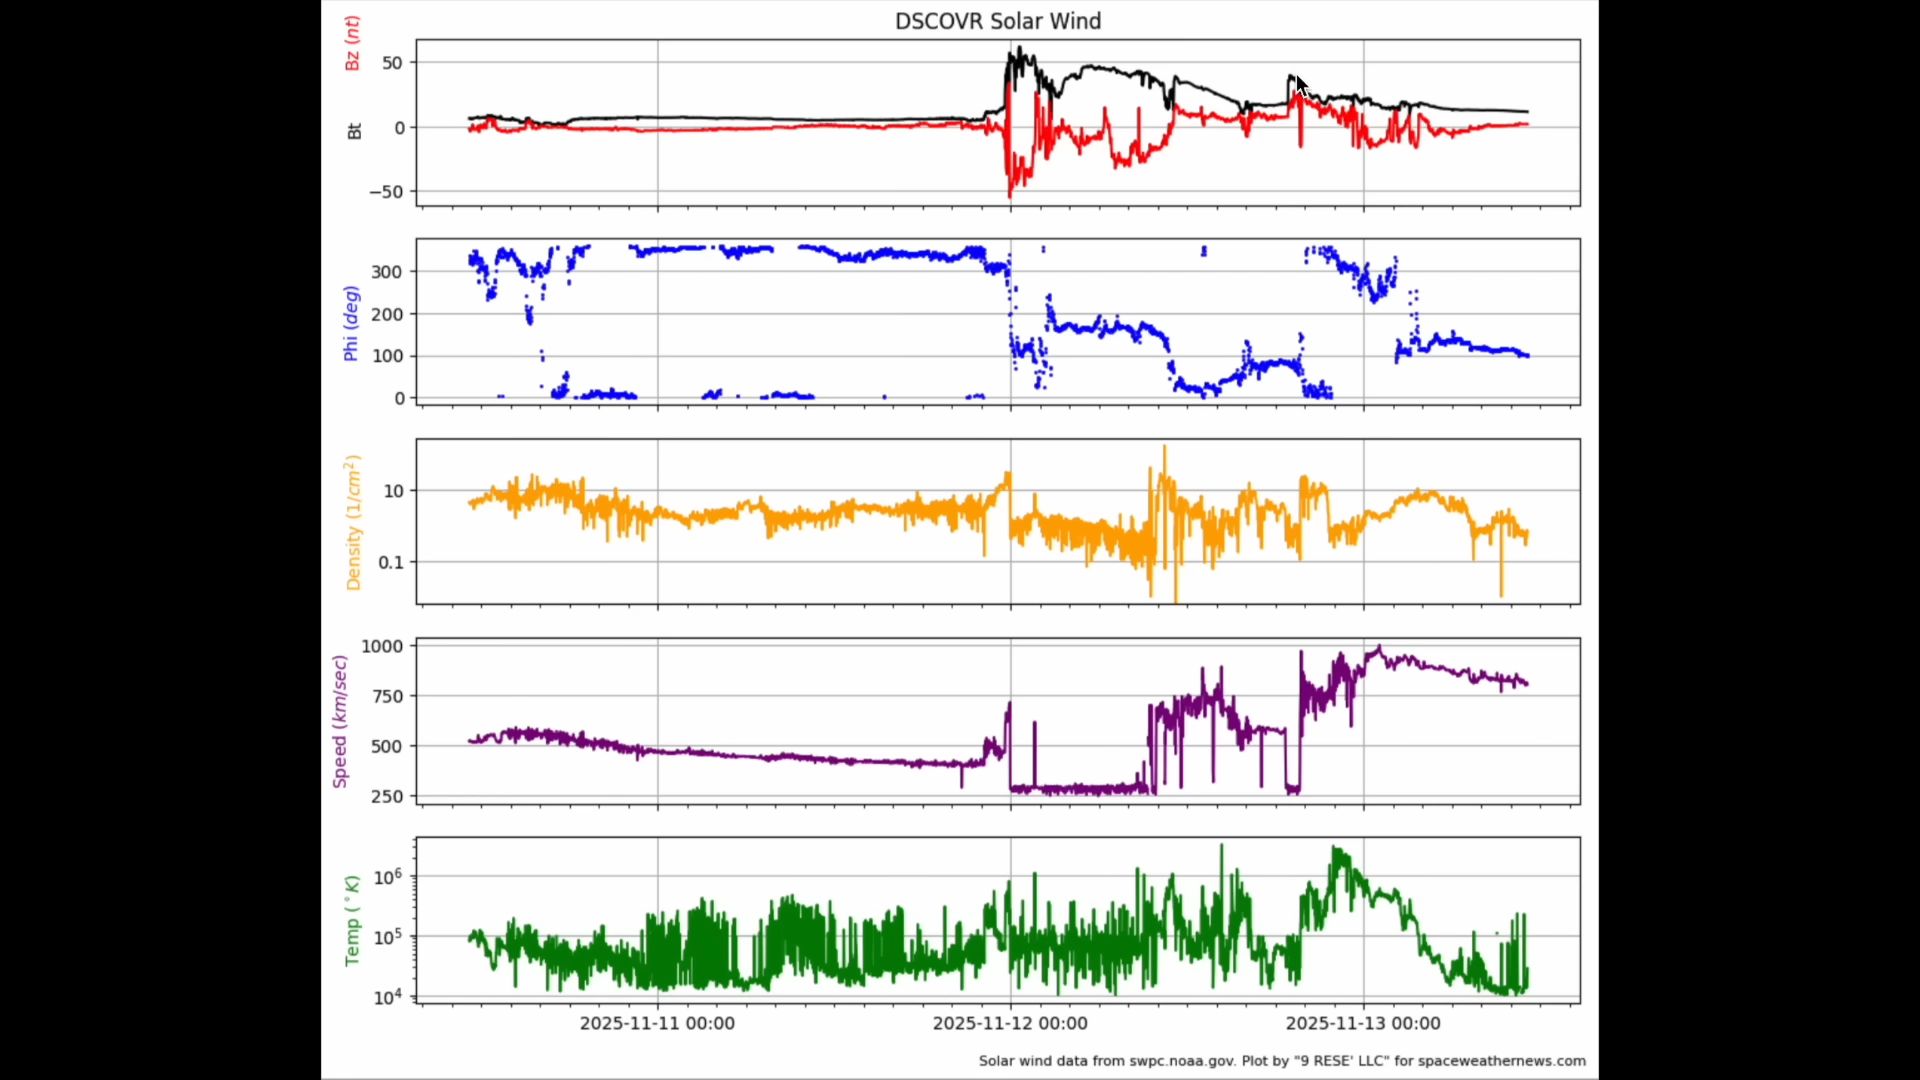 DSCOVR Solar Wind
Bz (nt)
Bt
50
0
−50
Phi (deg)
300
200
100
0
Density (1/cm²)
10
0.1
Speed (km/sec)
1000
750
500
250
Temp (°K)
10⁶
10⁵
10⁴
2025-11-11 00:00
2025-11-12 00:00
2025-11-13 00:00
Solar wind data from swpc.noaa.gov. Plot by "9 RESE' LLC" for spaceweathernews.com